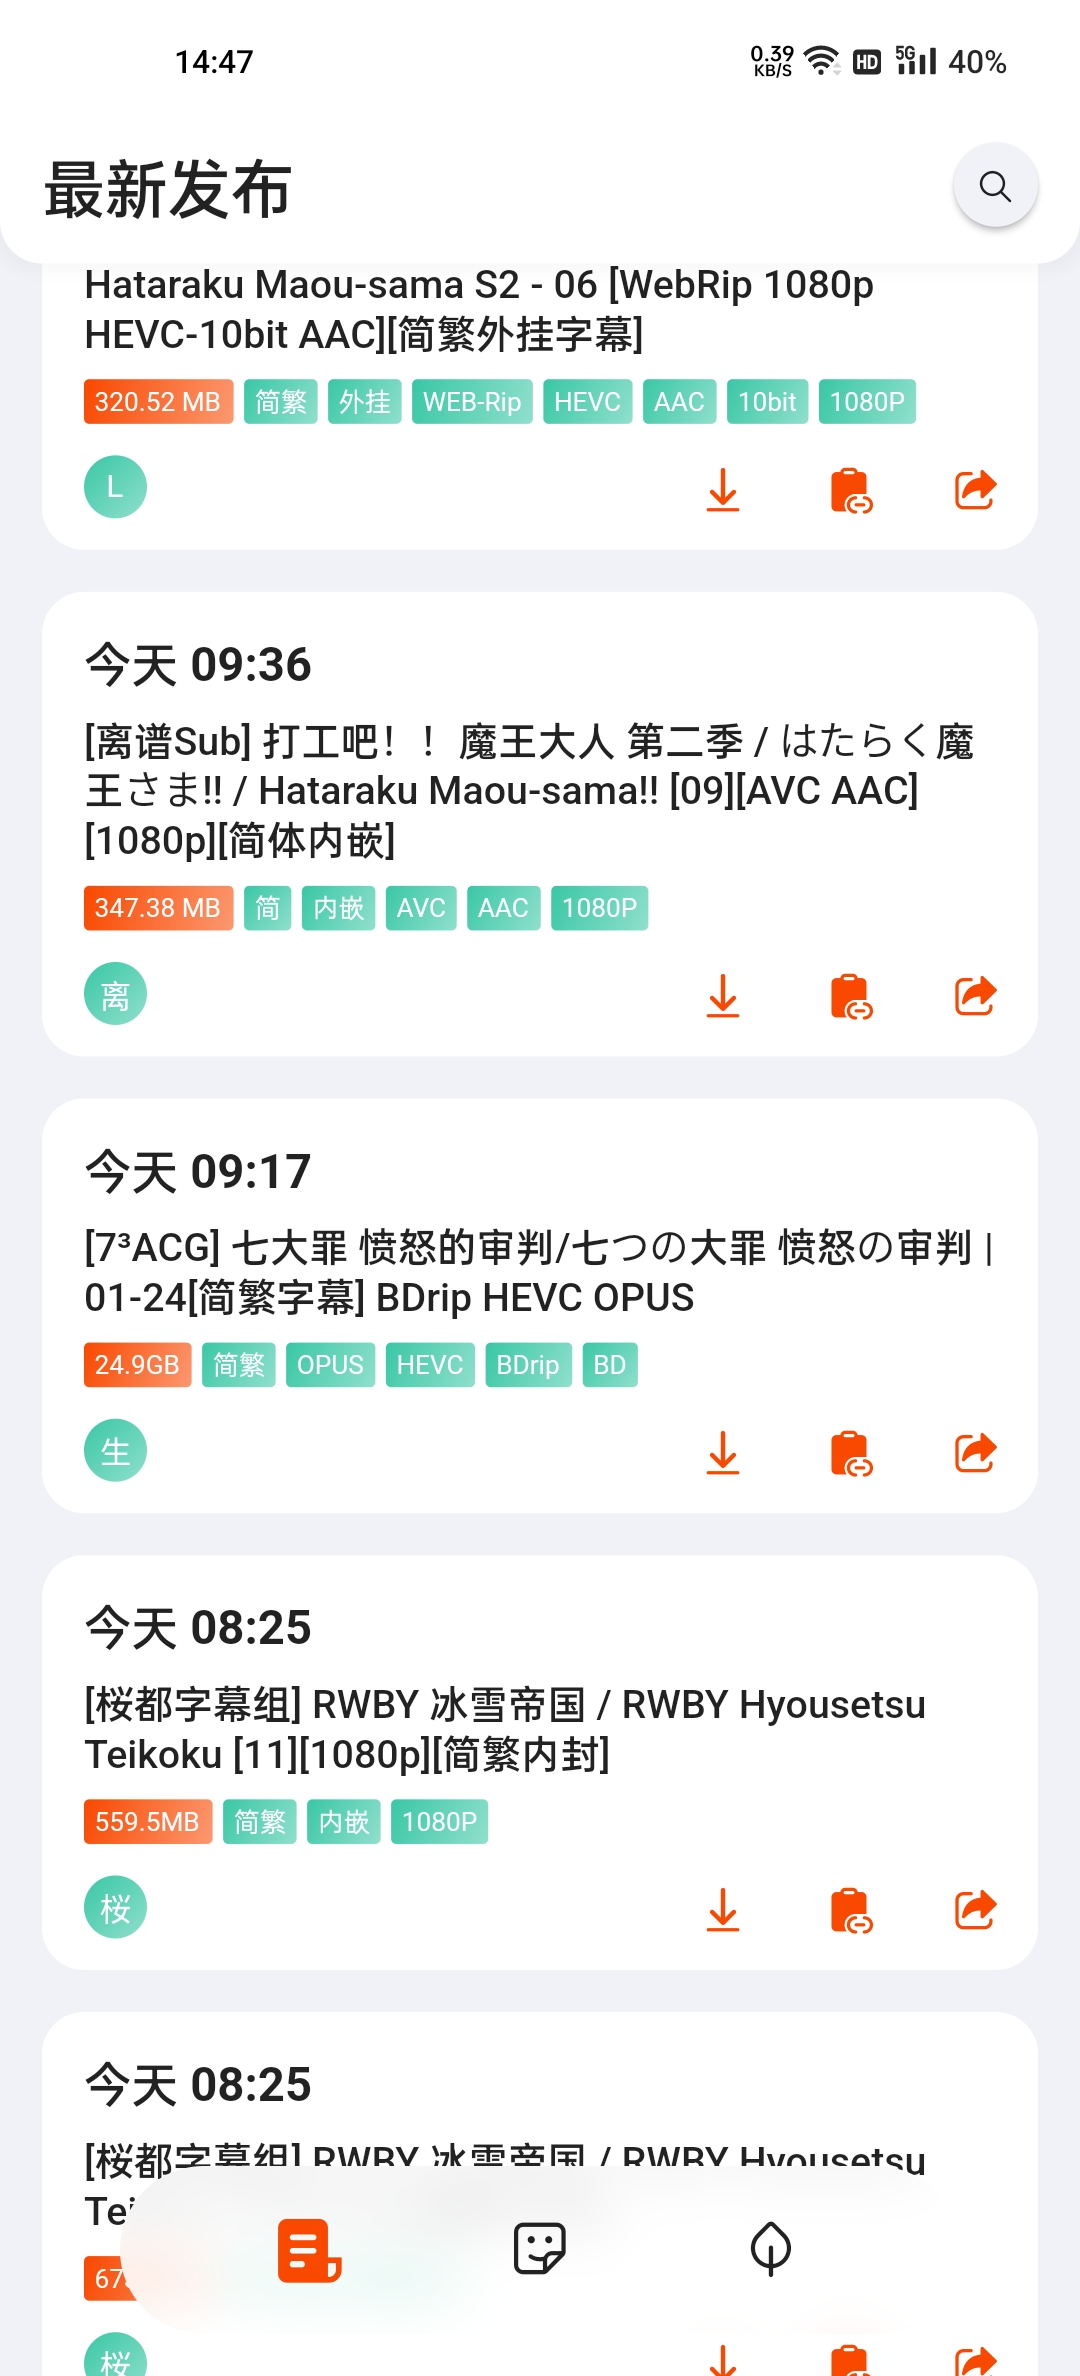 14:47
0.39 KB/S HD 5G 40%
最新发布
Hataraku Maou-sama S2 - 06 [WebRip 1080p
HEVC-10bit AAC][简繁外挂字幕]
320.52 MB 简繁 外挂 WEB-Rip HEVC AAC 10bit 1080P
L
今天 09:36
[离谱Sub] 打工吧！！ 魔王大人 第二季 / はたらく魔
王さま!! / Hataraku Maou-sama!! [09][AVC AAC]
[1080p][简体内嵌]
347.38 MB 简 内嵌 AVC AAC 1080P
离
今天 09:17
[7³ACG] 七大罪 愤怒的审判/七つの大罪 愤怒の审判 |
01-24[简繁字幕] BDrip HEVC OPUS
24.9GB 简繁 OPUS HEVC BDrip BD
生
今天 08:25
[桜都字幕组] RWBY 冰雪帝国 / RWBY Hyousetsu
Teikoku [11][1080p][简繁内封]
559.5MB 简繁 内嵌 1080P
桜
今天 08:25
[桜都字幕组] RWBY 冰雪帝国 / RWBY Hyousetsu
桜